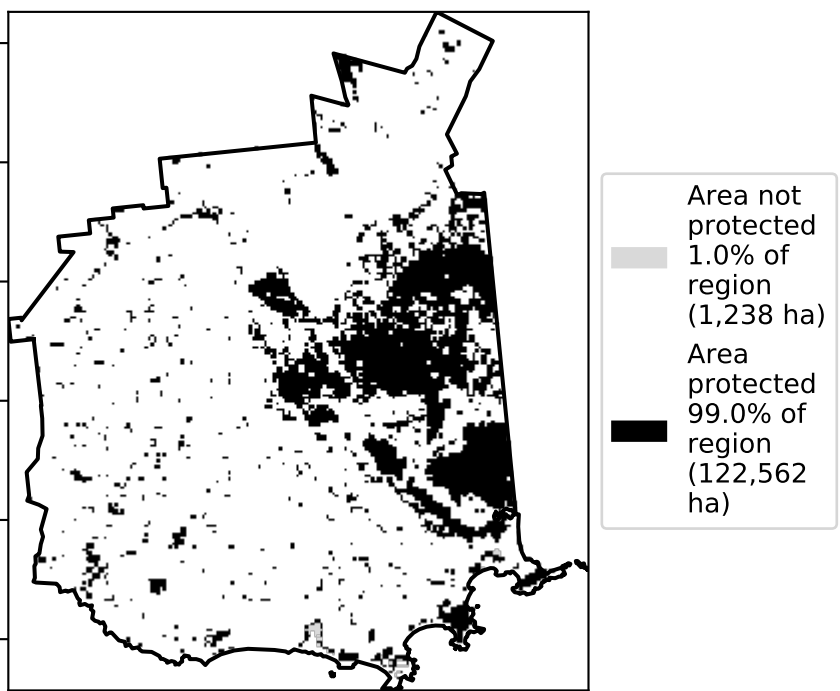 Area not
protected
1.0% of
region
(1,238 ha)
Area
protected
99.0% of
region
(122,562
ha)